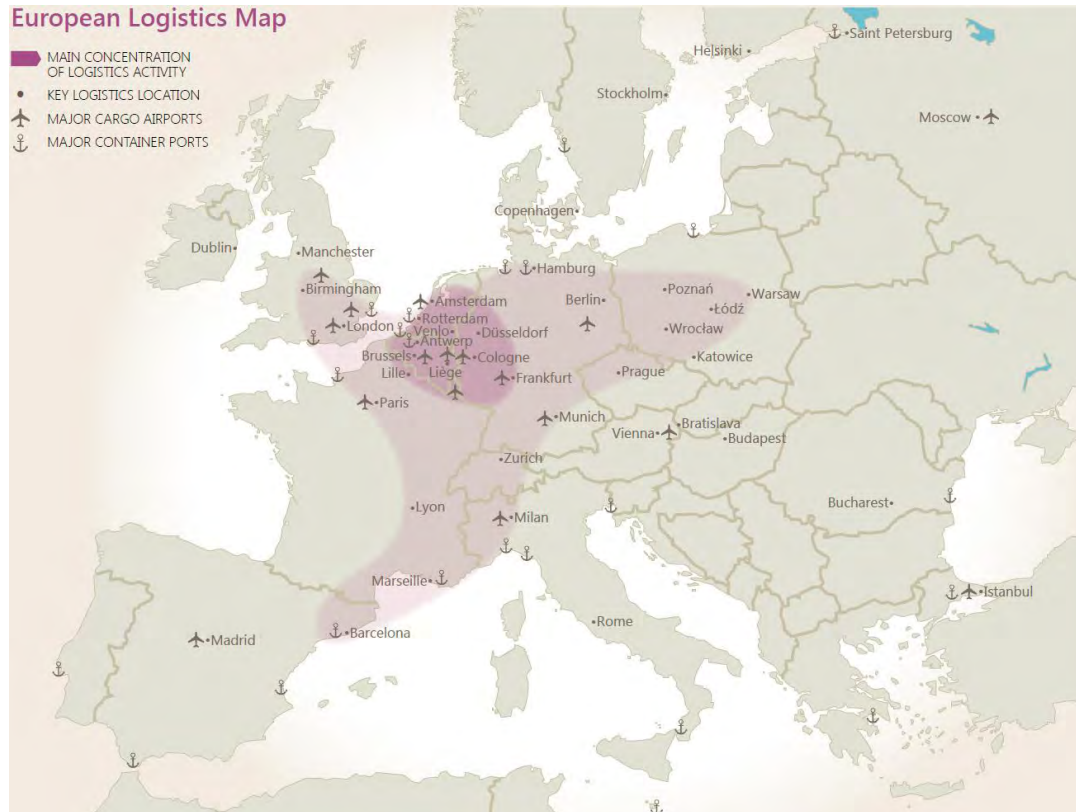 European Logistics Map
MAIN CONCENTRATION
OF LOGISTICS ACTIVITY
KEY LOGISTICS LOCATION
MAJOR CARGO AIRPORTS
MAJOR CONTAINER PORTS
Saint Petersburg
Helsinki
Stockholm
Moscow
Copenhagen
Dublin
Manchester
Hamburg
Birmingham
Amsterdam
Berlin
Poznań
Warsaw
Łódź
London
Rotterdam
Venlo
Düsseldorf
Wrocław
Antwerp
Brussels
Cologne
Katowice
Lille
Liège
Frankfurt
Prague
Paris
Munich
Vienna
Bratislava
Budapest
Zurich
Lyon
Milan
Bucharest
Marseille
Istanbul
Barcelona
Rome
Madrid